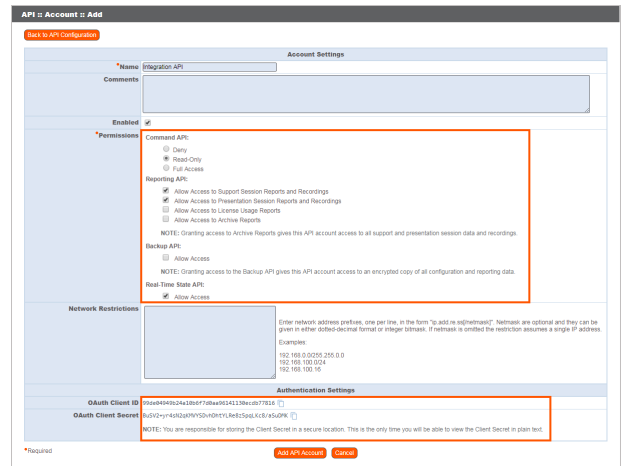 API :: Account :: Add
Back to API Configuration
Account Settings
*Name Integration API
Comments
Enabled
*Permissions
Command API:
Deny
Read-Only
Full Access
Reporting API:
Allow Access to Support Session Reports and Recordings
Allow Access to Presentation Session Reports and Recordings
Allow Access to License Usage Reports
Allow Access to Archive Reports
NOTE: Granting access to Archive Reports gives this API account access to all support and presentation session data and recordings.
Backup API:
Allow Access
NOTE: Granting access to the Backup API gives this API account access to an encrypted copy of all configuration and reporting data.
Real-Time State API:
Allow Access
Network Restrictions
Enter network address prefixes, one per line, in the form "ip.add.re.ss[/netmask]". Netmask are optional and they can be
given in either dotted-decimal format or integer bitmask. If netmask is omitted the restriction assumes a single IP address.
Examples:
192.168.0.0/255.255.0.0
192.168.100.0/24
192.168.100.16
Authentication Settings
OAuth Client ID
OAuth Client Secret
NOTE: You are responsible for storing the Client Secret in a secure location. This is the only time you will be able to view the Client Secret in plain text.
*Required
Add API Account Cancel